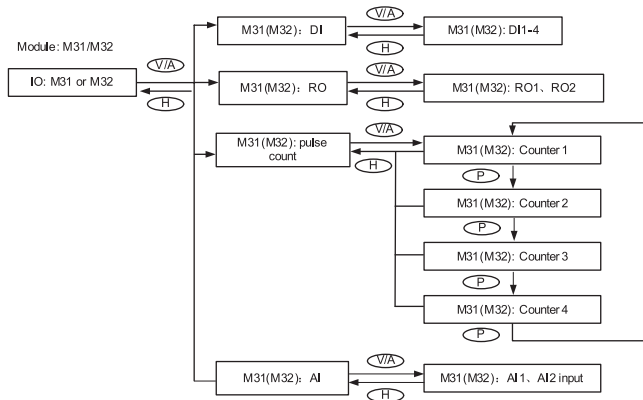 Module: M31/M32
IO: M31 or M32
V/A
H
M31(M32): DI
V/A
H
M31(M32): DI1-4
M31(M32): RO
V/A
H
M31(M32): RO1、RO2
M31(M32): pulse
count
V/A
H
M31(M32): Counter 1
P
M31(M32): Counter 2
P
M31(M32): Counter 3
P
M31(M32): Counter 4
P
M31(M32): AI
V/A
H
M31(M32): AI1、AI2 input